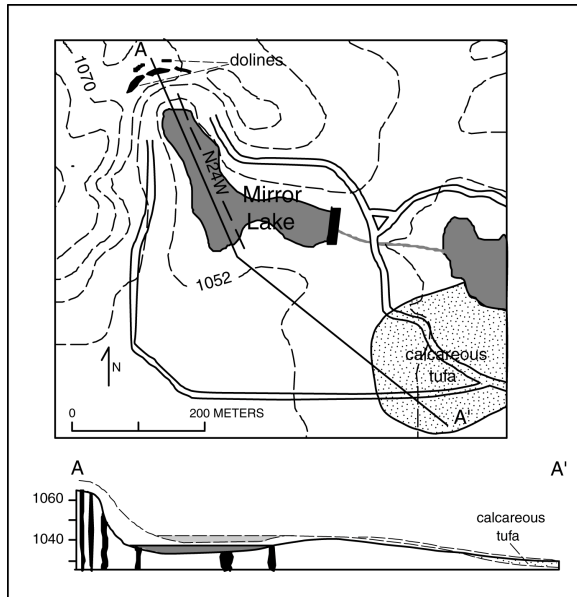 A
dolines
1070
N24W
Mirror
Lake
1052
N
calcareous
tufa
A'
0
200 METERS
A
A'
1060
1040
calcareous
tufa